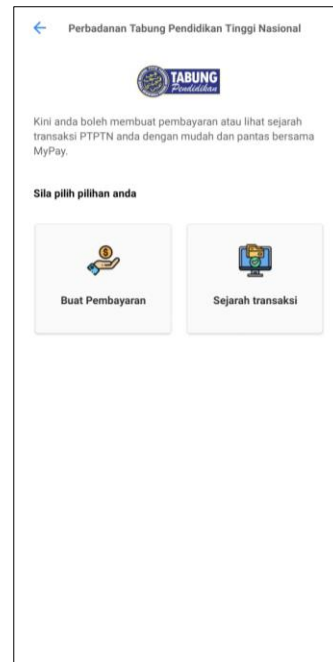 Perbadanan Tabung Pendidikan Tinggi Nasional
TABUNG
Pendidikan
Kini anda boleh membuat pembayaran atau lihat sejarah
transaksi PTPTN anda dengan mudah dan pantas bersama
MyPay.
Sila pilih pilihan anda
Buat Pembayaran
Sejarah transaksi